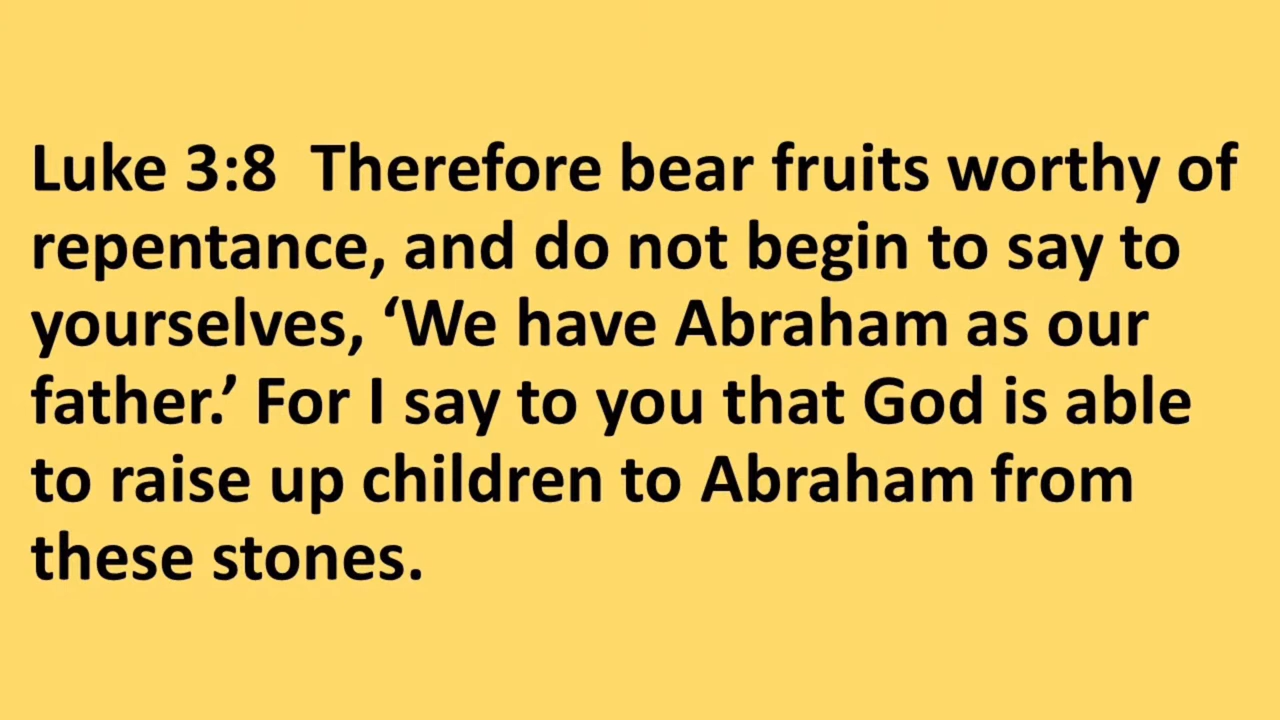 Luke 3:8  Therefore bear fruits worthy of
repentance, and do not begin to say to
yourselves, ‘We have Abraham as our
father.’ For I say to you that God is able
to raise up children to Abraham from
these stones.